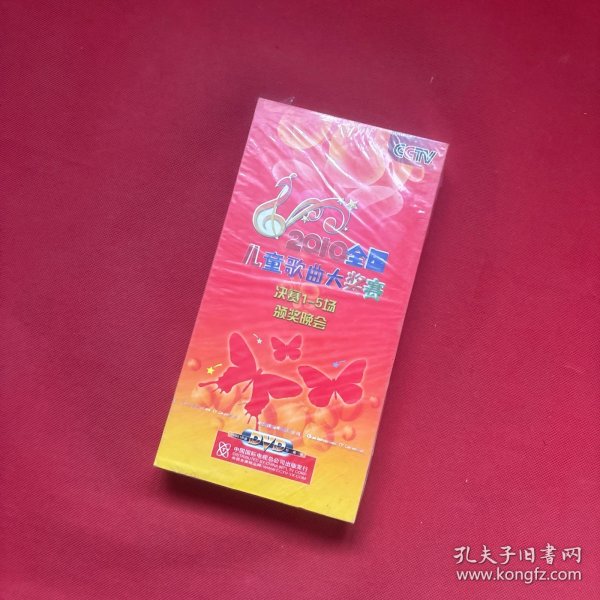 CCTV
2010全国
儿童歌曲大奖赛
决赛1-5场
颁奖晚会
DVD
中国国际电视总公司出版发行
孔夫子旧书网
www.kongfz.com